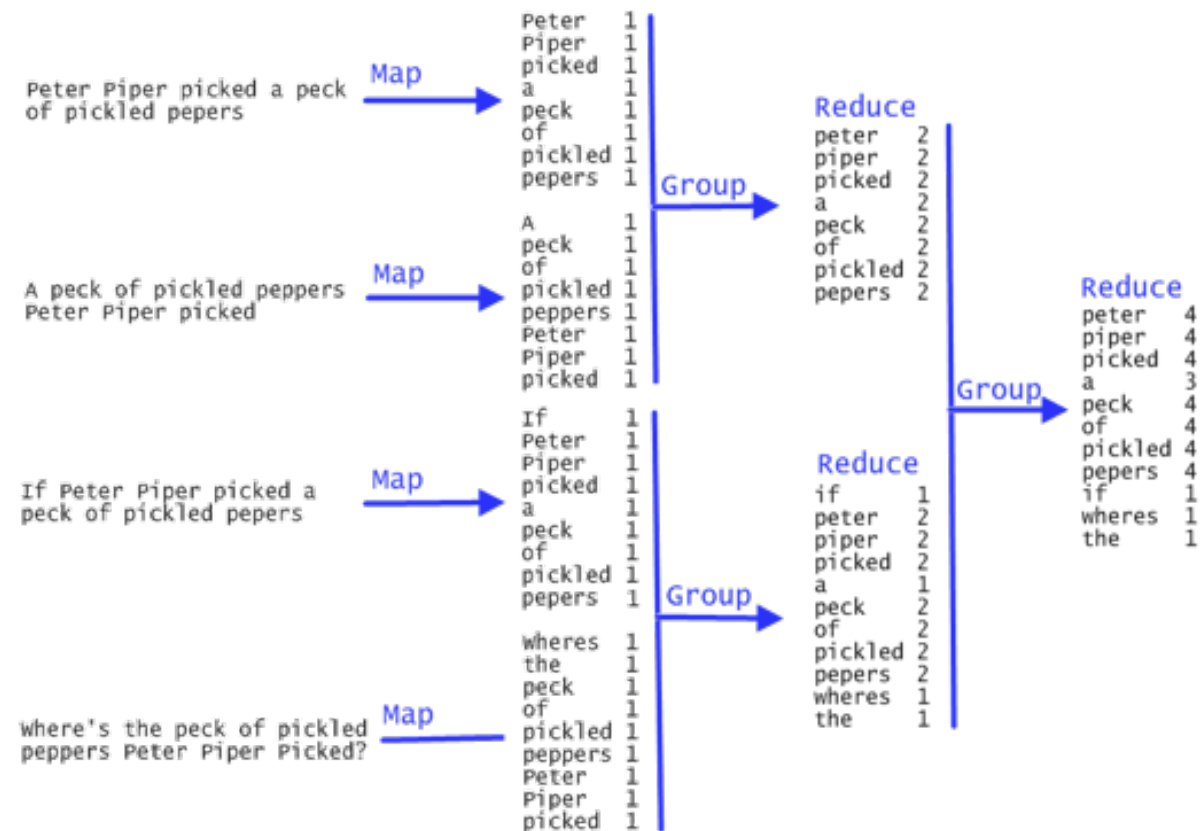 Peter Piper picked a peck
of pickled pepers
Map
Peter 1
Piper 1
picked 1
a 1
peck 1
of 1
pickled 1
pepers 1
A peck of pickled peppers
Peter Piper picked
Map
A 1
peck 1
of 1
pickled 1
peppers 1
Peter 1
Piper 1
picked 1
Group
Reduce
peter 2
piper 2
picked 2
a 2
peck 2
of 2
pickled 2
pepers 2
If Peter Piper picked a
peck of pickled pepers
Map
If 1
Peter 1
Piper 1
picked 1
a 1
peck 1
of 1
pickled 1
pepers 1
Where's the peck of pickled
peppers Peter Piper Picked?
Map
Wheres 1
the 1
peck 1
of 1
pickled 1
peppers 1
Peter 1
Piper 1
picked 1
Group
Reduce
if 1
peter 2
piper 2
picked 2
a 1
peck 2
of 2
pickled 2
pepers 2
wheres 1
the 1
Group
Reduce
peter 4
piper 4
picked 4
a 3
peck 4
of 4
pickled 4
pepers 4
if 1
wheres 1
the 1